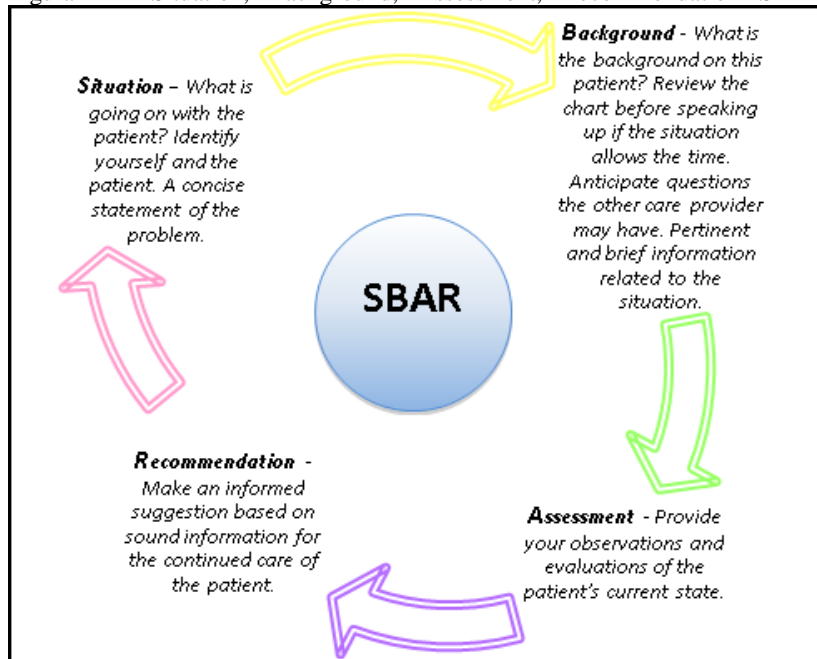 Situation – What is
going on with the
patient? Identify
yourself and the
patient. A concise
statement of the
problem.
Background - What is
the background on this
patient? Review the
chart before speaking
up if the situation
allows the time.
Anticipate questions
the other care provider
may have. Pertinent
and brief information
related to the
situation.
SBAR
Assessment - Provide
your observations and
evaluations of the
patient's current state.
Recommendation -
Make an informed
suggestion based on
sound information for
the continued care of
the patient.